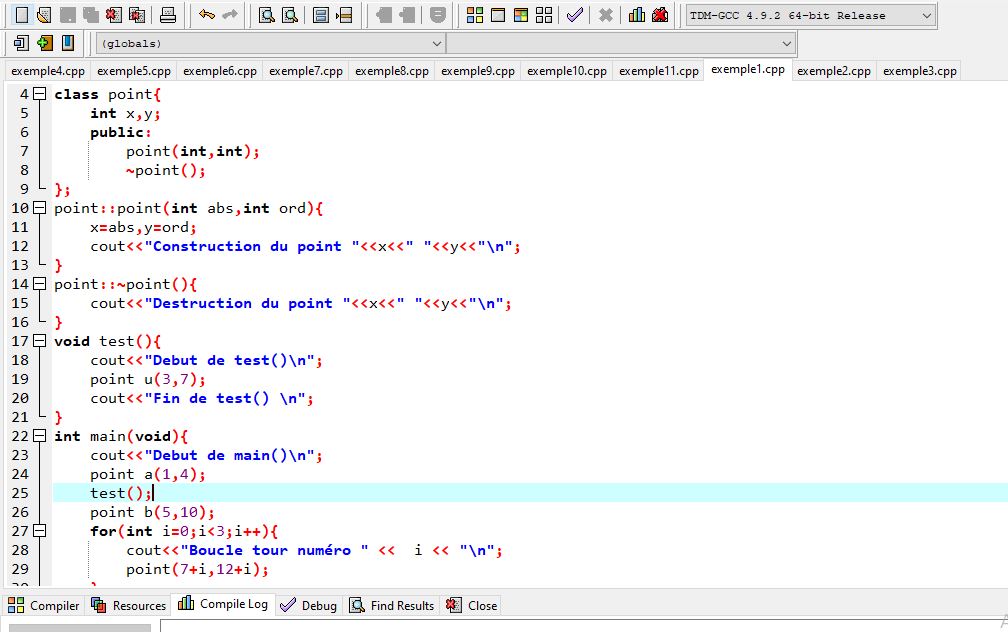 TDM-GCC 4.9.2 64-bit Release
(globals)
exemple4.cpp exemple5.cpp exemple6.cpp exemple7.cpp exemple8.cpp exemple9.cpp exemple10.cpp exemple11.cpp exemple1.cpp exemple2.cpp exemple3.cpp
4 class point{
5 int x,y;
6 public:
7 point(int,int);
8 ~point();
9 };
10 point::point(int abs,int ord){
11 x=abs,y=ord;
12 cout<<"Construction du point "<<x<<" "<<y<<"\n";
13 }
14 point::~point(){
15 cout<<"Destruction du point "<<x<<" "<<y<<"\n";
16 }
17 void test(){
18 cout<<"Debut de test()\n";
19 point u(3,7);
20 cout<<"Fin de test() \n";
21 }
22 int main(void){
23 cout<<"Debut de main()\n";
24 point a(1,4);
25 test();
26 point b(5,10);
27 for(int i=0;i<3;i++){
28 cout<<"Boucle tour numéro " << i << "\n";
29 point(7+i,12+i);
Compiler Resources Compile Log Debug Find Results Close